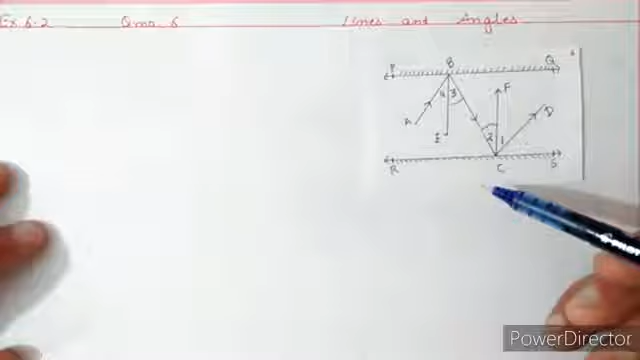 Ex 6.2 Qno 6 Lines and Angles
P B Q
4 3 F
A D
E 2 1
R C S
PowerDirector